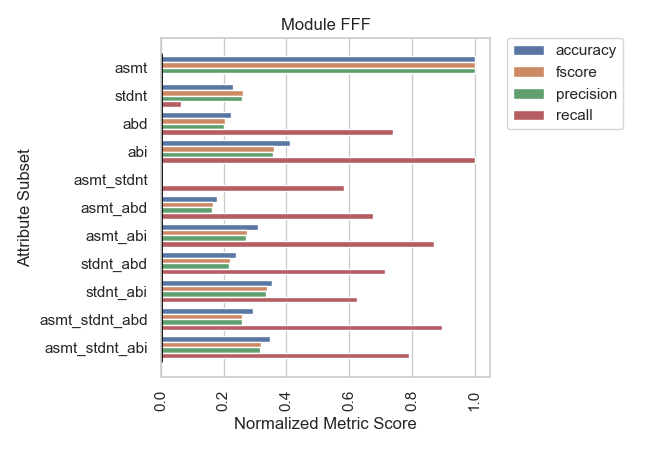 Module FFF
accuracy
fscore
precision
recall
Attribute Subset
asmt
stdnt
abd
abi
asmt_stdnt
asmt_abd
asmt_abi
stdnt_abd
stdnt_abi
asmt_stdnt_abd
asmt_stdnt_abi
0.0
0.2
0.4
0.6
0.8
1.0
Normalized Metric Score